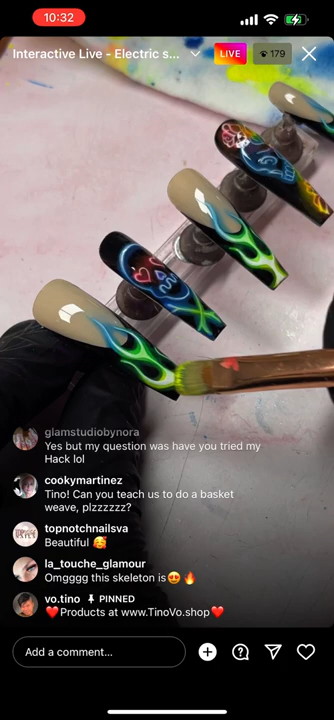 10:32
Interactive Live - Electric s...
LIVE
179
glamstudiobynora
Yes but my question was have you tried my
Hack lol
cookymartinez
Tino! Can you teach us to do a basket
weave, plzzzzzz?
topnotchnailsva
Beautiful 🥰
la_touche_glamour
Omgggg this skeleton is😍🔥
vo.tino PINNED
❤️Products at www.TinoVo.shop❤️
Add a comment...